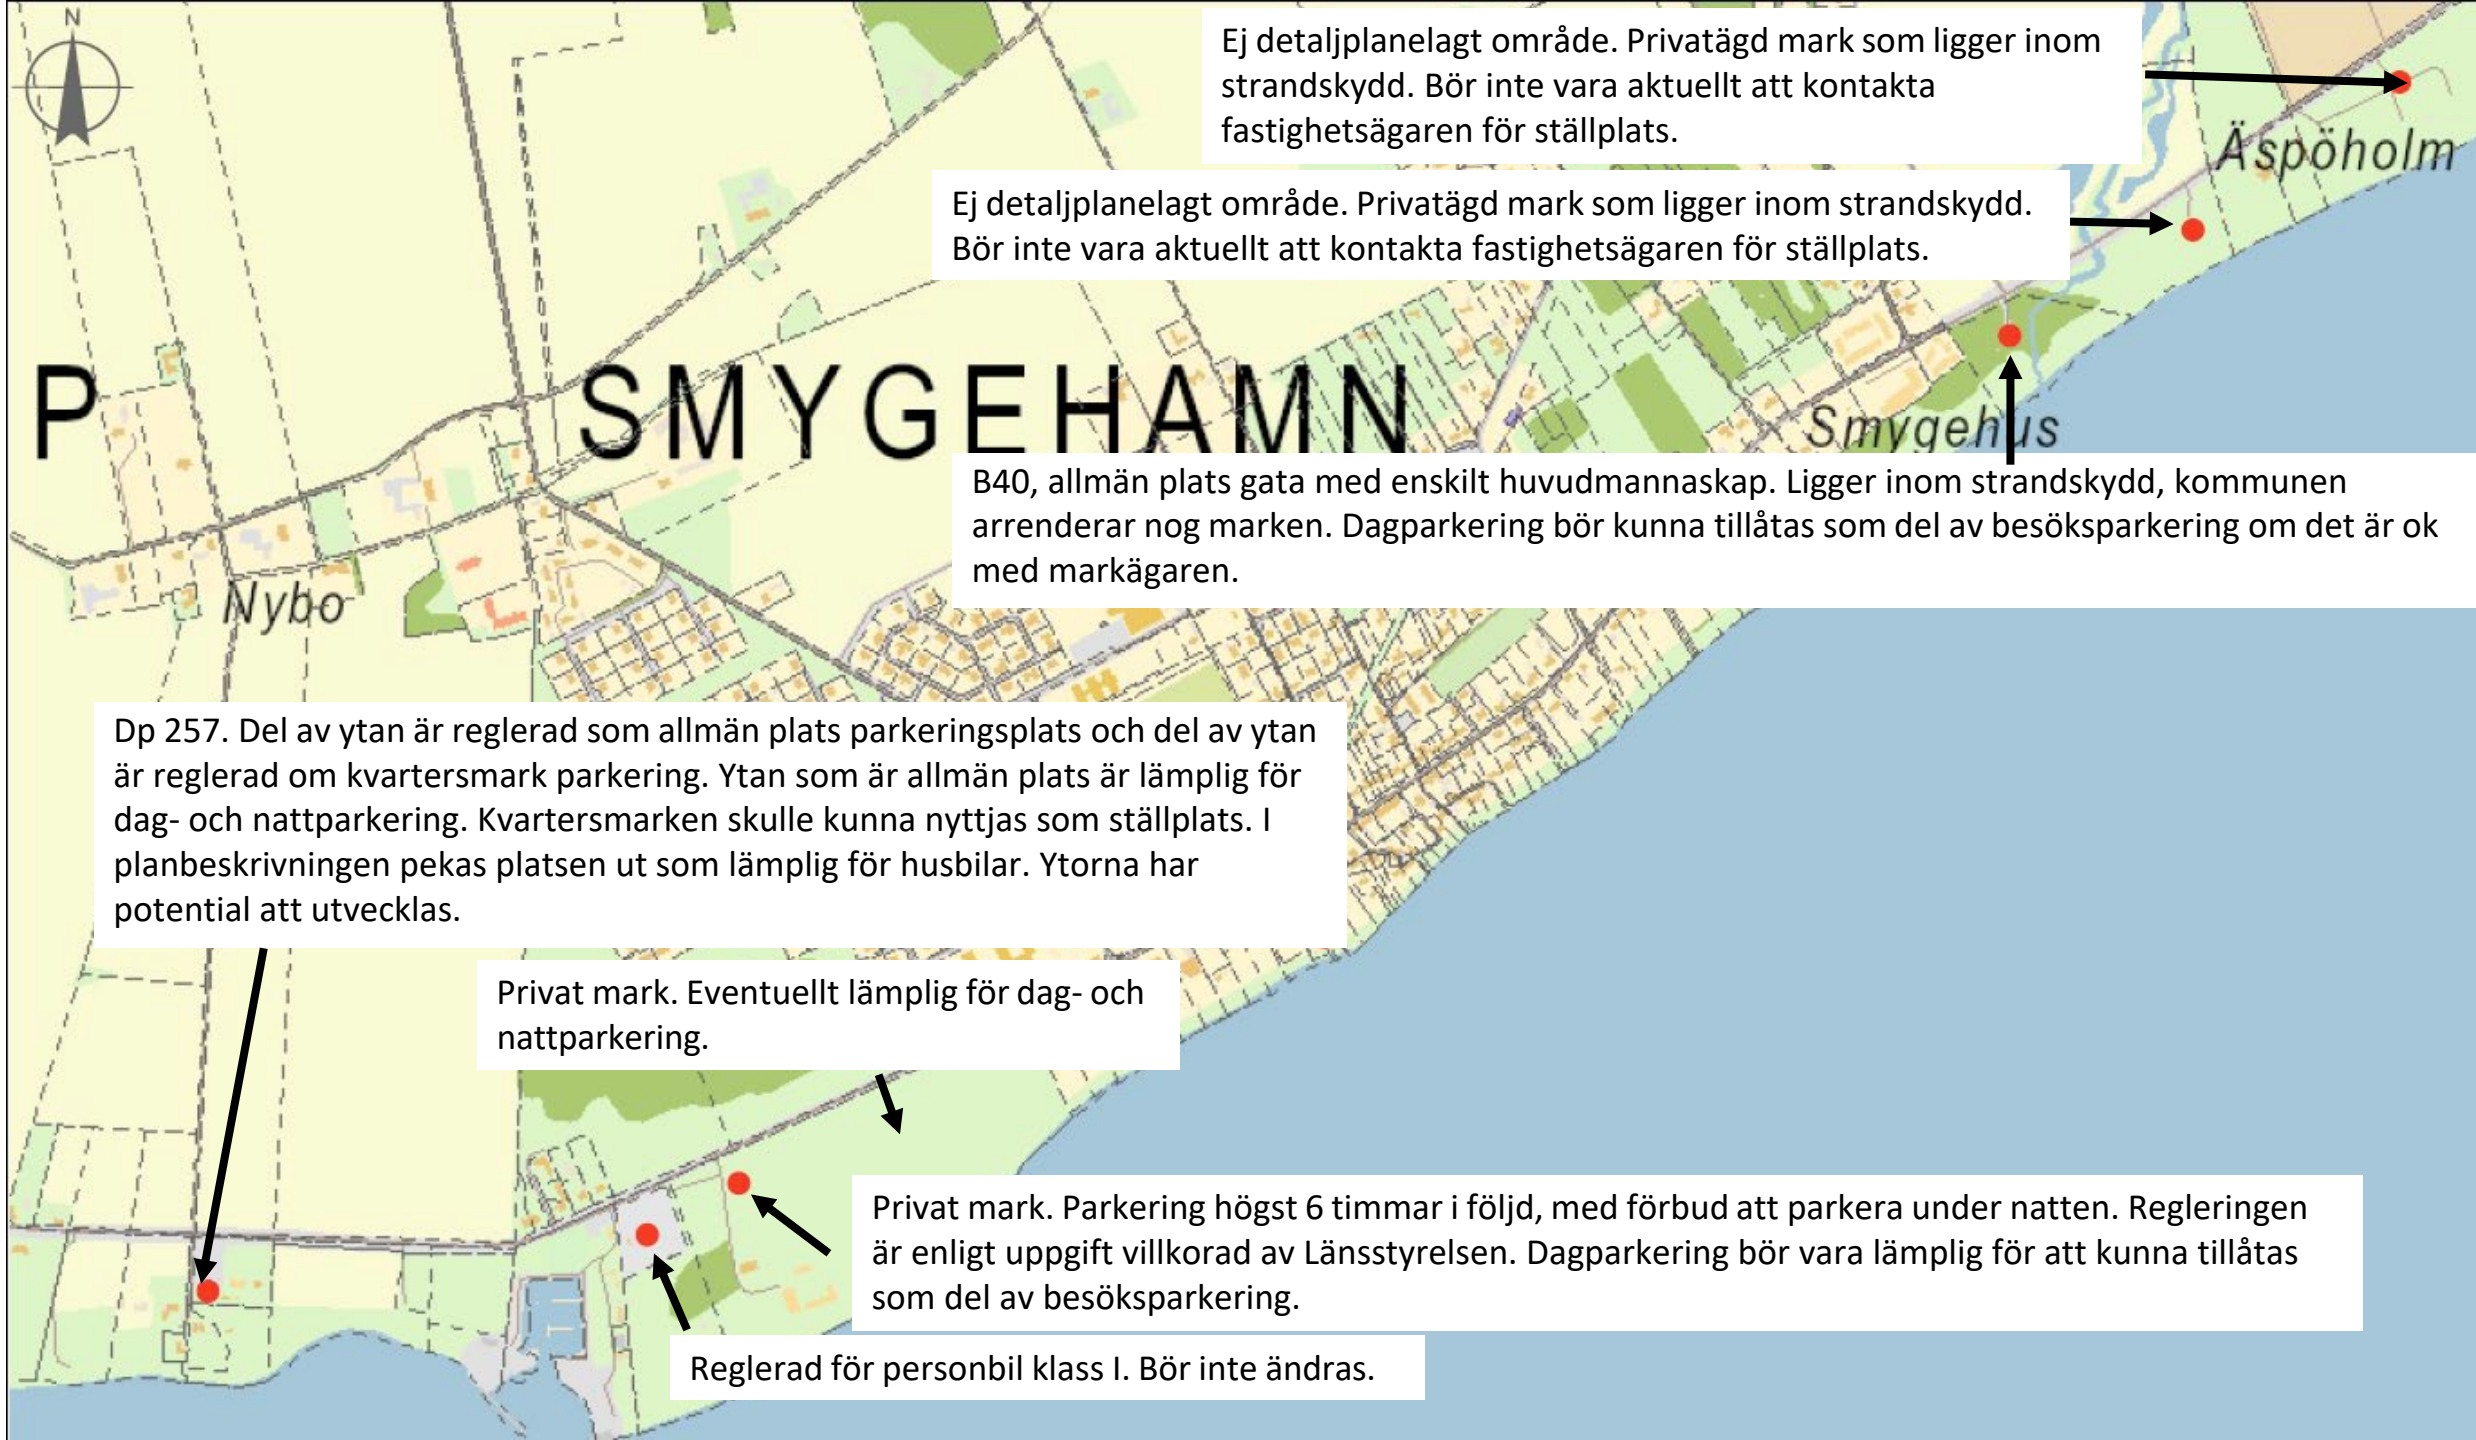 N
Ej detaljplanelagt område. Privatägd mark som ligger inom
strandskydd. Bör inte vara aktuellt att kontakta
fastighetsägaren för ställplats.
Äspöholm
Ej detaljplanelagt område. Privatägd mark som ligger inom strandskydd.
Bör inte vara aktuellt att kontakta fastighetsägaren för ställplats.
P
SMYGEHAMN
Smygehus
B40, allmän plats gata med enskilt huvudmannaskap. Ligger inom strandskydd, kommunen
arrenderar nog marken. Dagparkering bör kunna tillåtas som del av besöksparkering om det är ok
med markägaren.
Nybo
Dp 257. Del av ytan är reglerad som allmän plats parkeringsplats och del av ytan
är reglerad om kvartersmark parkering. Ytan som är allmän plats är lämplig för
dag- och nattparkering. Kvartersmarken skulle kunna nyttjas som ställplats. I
planbeskrivningen pekas platsen ut som lämplig för husbilar. Ytorna har
potential att utvecklas.
Privat mark. Eventuellt lämplig för dag- och
nattparkering.
Privat mark. Parkering högst 6 timmar i följd, med förbud att parkera under natten. Regleringen
är enligt uppgift villkorad av Länsstyrelsen. Dagparkering bör vara lämplig för att kunna tillåtas
som del av besöksparkering.
Reglerad för personbil klass I. Bör inte ändras.